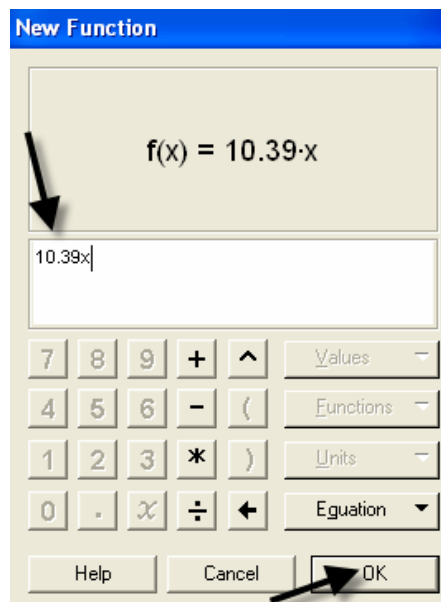 New Function
f(x) = 10.39·x
10.39x
7 8 9 + ^ Values
4 5 6 - ( Functions
1 2 3 * ) Units
0 . x ÷ Equation
Help Cancel OK